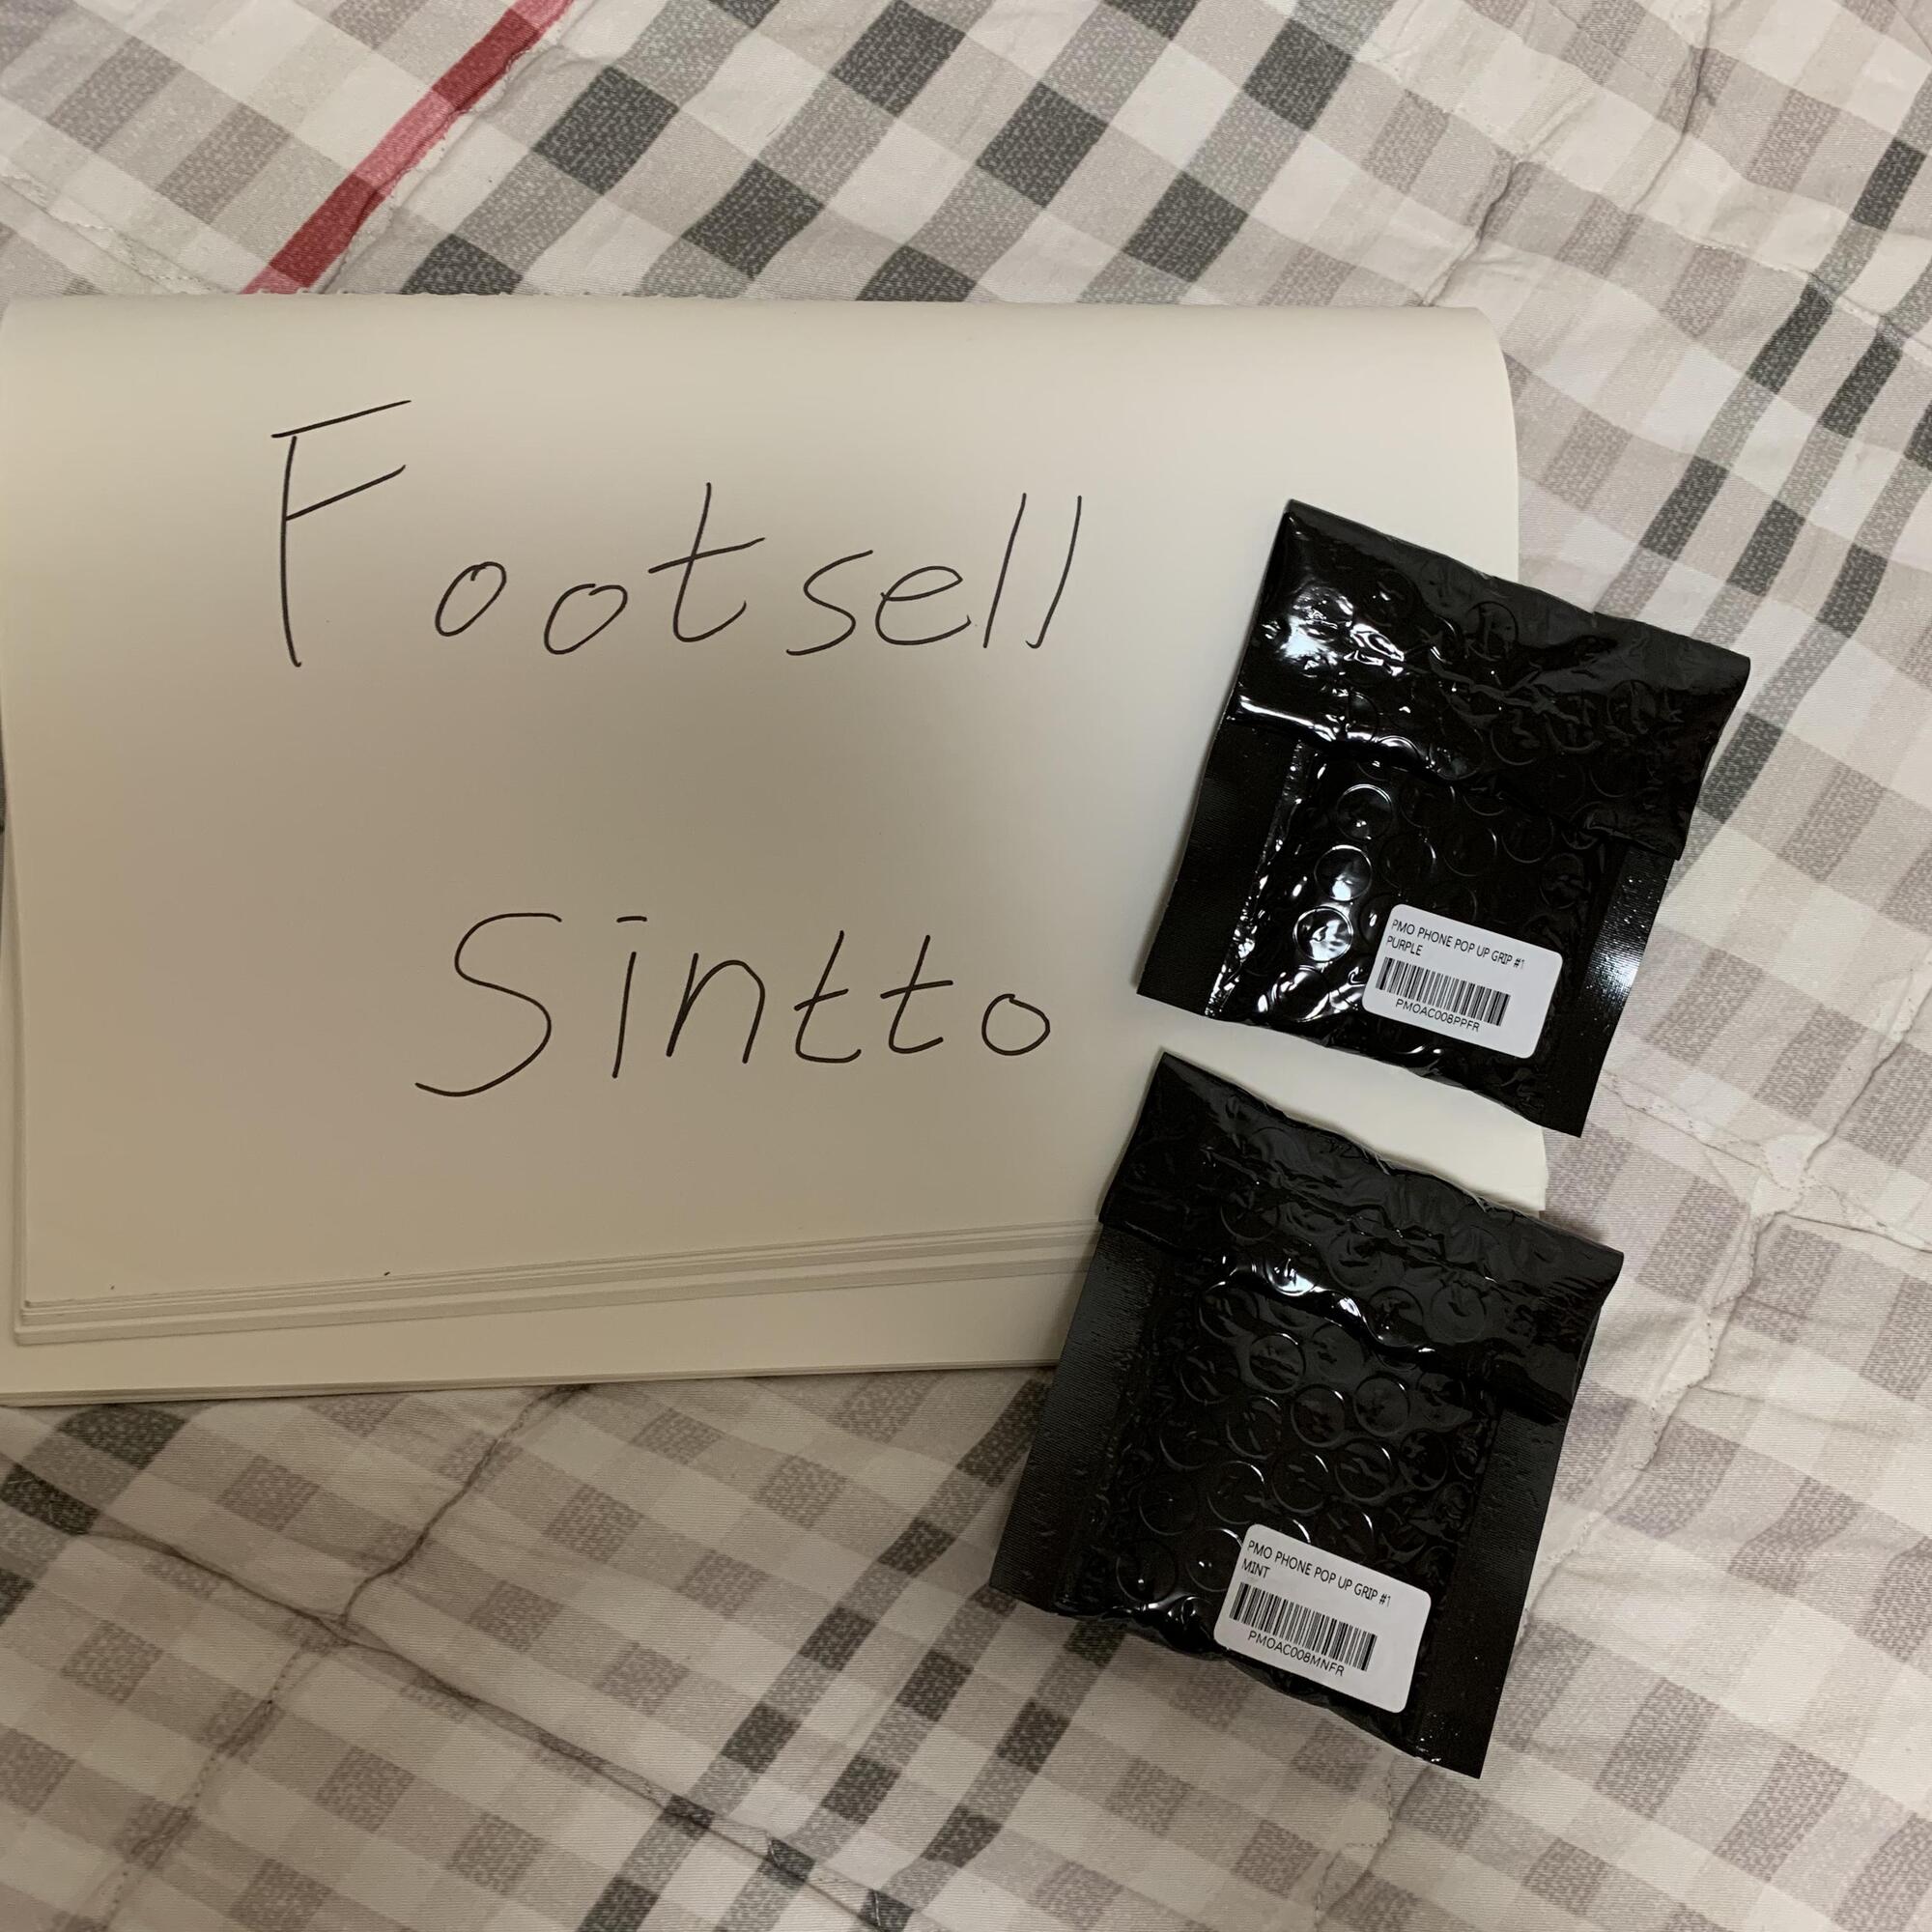 Footsell
Sintto
PMO PHONE POP UP GRIP #1
PURPLE
PMOAC008PPFR
PMO PHONE POP UP GRIP #1
MINT
PMOAC008MNFR